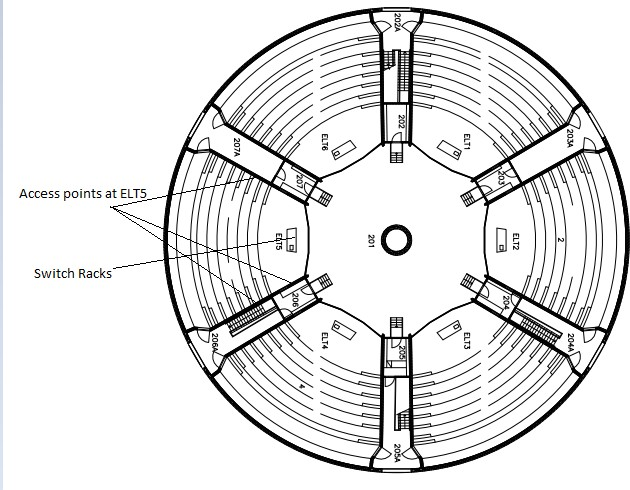 202A
202
ELT6
ELT1
207A
203A
207
203
Access points at ELT5
ELT5
201
ELT2
2
Switch Racks
206
204
206A
ELT4
ELT3
204A
205
4
205A